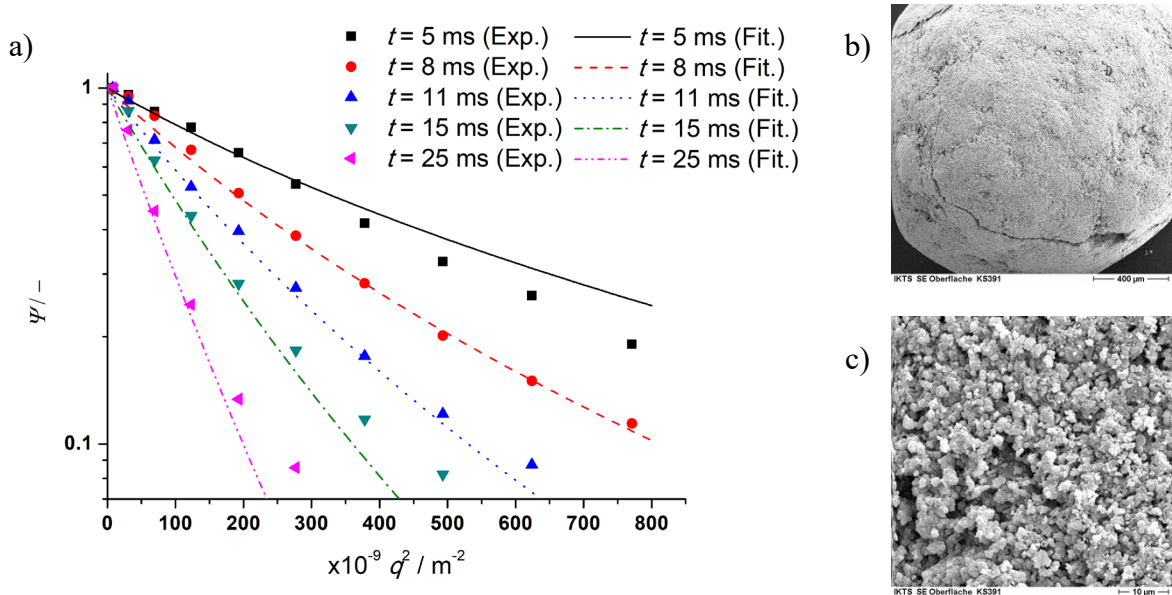 a)
t = 5 ms (Exp.) t = 5 ms (Fit.)
t = 8 ms (Exp.) t = 8 ms (Fit.)
t = 11 ms (Exp.) t = 11 ms (Fit.)
t = 15 ms (Exp.) t = 15 ms (Fit.)
t = 25 ms (Exp.) t = 25 ms (Fit.)
1
0.1
Ψ / –
0 100 200 300 400 500 600 700 800
x10⁻⁹ q² / m⁻²
b)
IKTS SE Oberfläche KS391 400 µm
c)
IKTS SE Oberfläche KS391 10 µm